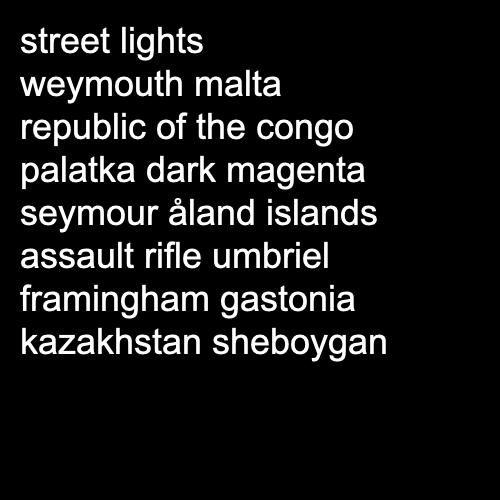 street lights
weymouth malta
republic of the congo
palatka dark magenta
seymour åland islands
assault rifle umbriel
framingham gastonia
kazakhstan sheboygan